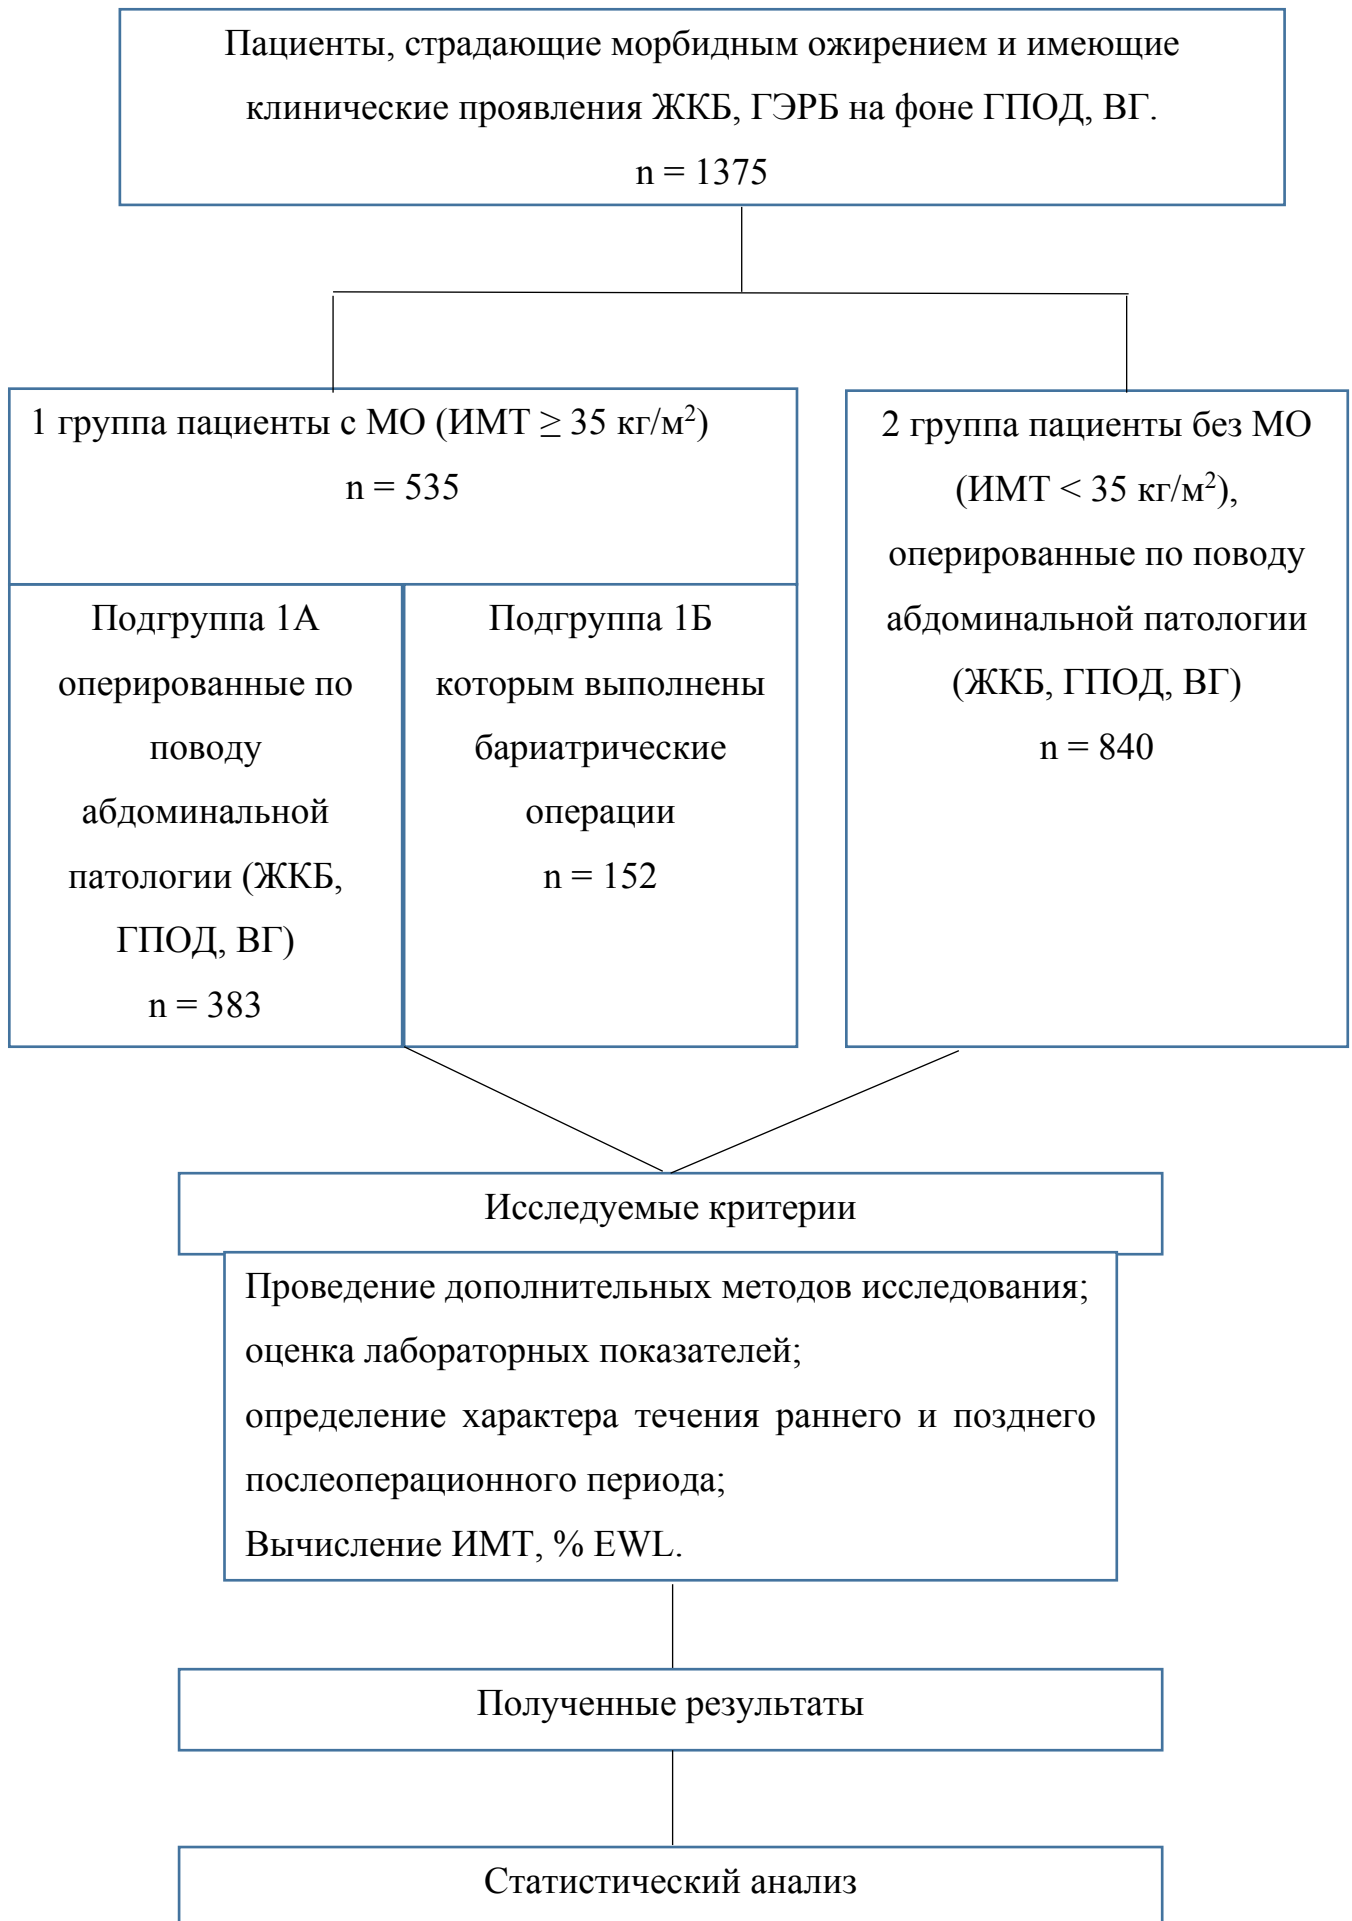 Пациенты, страдающие морбидным ожирением и имеющие
клинические проявления ЖКБ, ГЭРБ на фоне ГПОД, ВГ.
n = 1375
1 группа пациенты с МО (ИМТ ≥ 35 кг/м²)
n = 535
Подгруппа 1А
оперированные по
поводу
абдоминальной
патологии (ЖКБ,
ГПОД, ВГ)
n = 383
Подгруппа 1Б
которым выполнены
бариатрические
операции
n = 152
2 группа пациенты без МО
(ИМТ < 35 кг/м²),
оперированные по поводу
абдоминальной патологии
(ЖКБ, ГПОД, ВГ)
n = 840
Исследуемые критерии
Проведение дополнительных методов исследования;
оценка лабораторных показателей;
определение характера течения раннего и позднего
послеоперационного периода;
Вычисление ИМТ, % EWL.
Полученные результаты
Статистический анализ